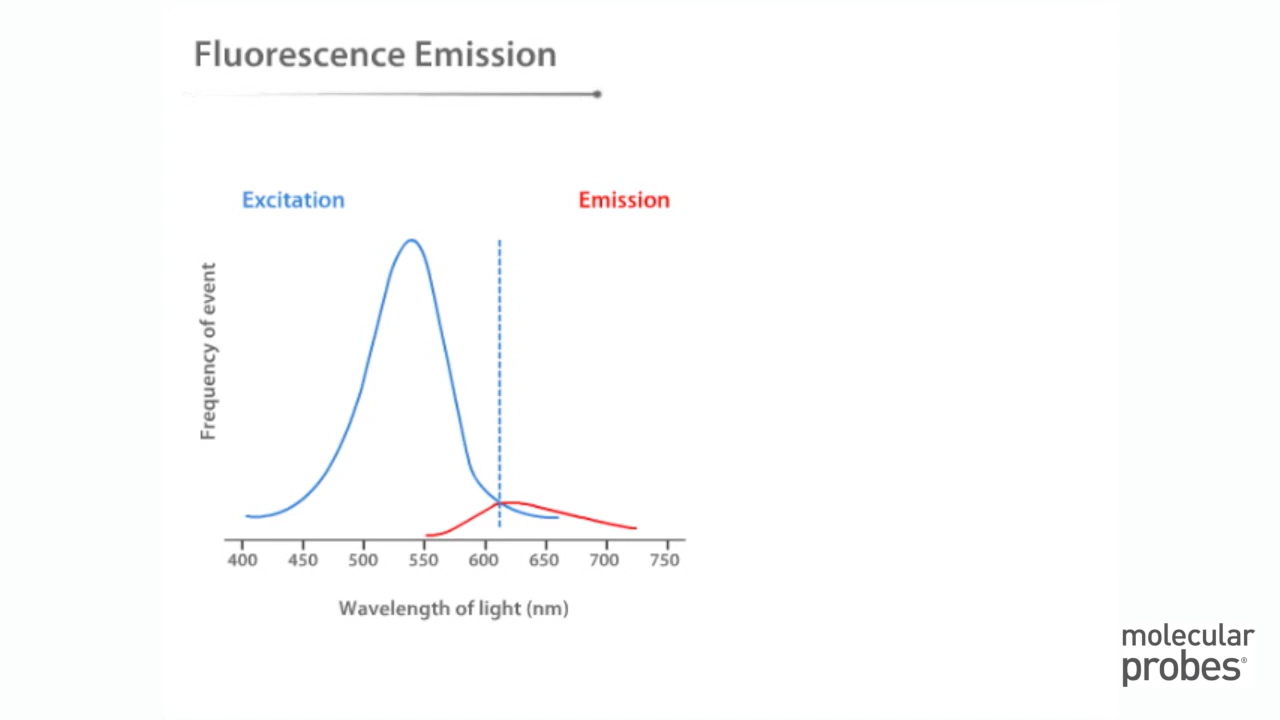 Fluorescence Emission
Excitation
Emission
Frequency of event
400 450 500 550 600 650 700 750
Wavelength of light (nm)
molecular
probes®